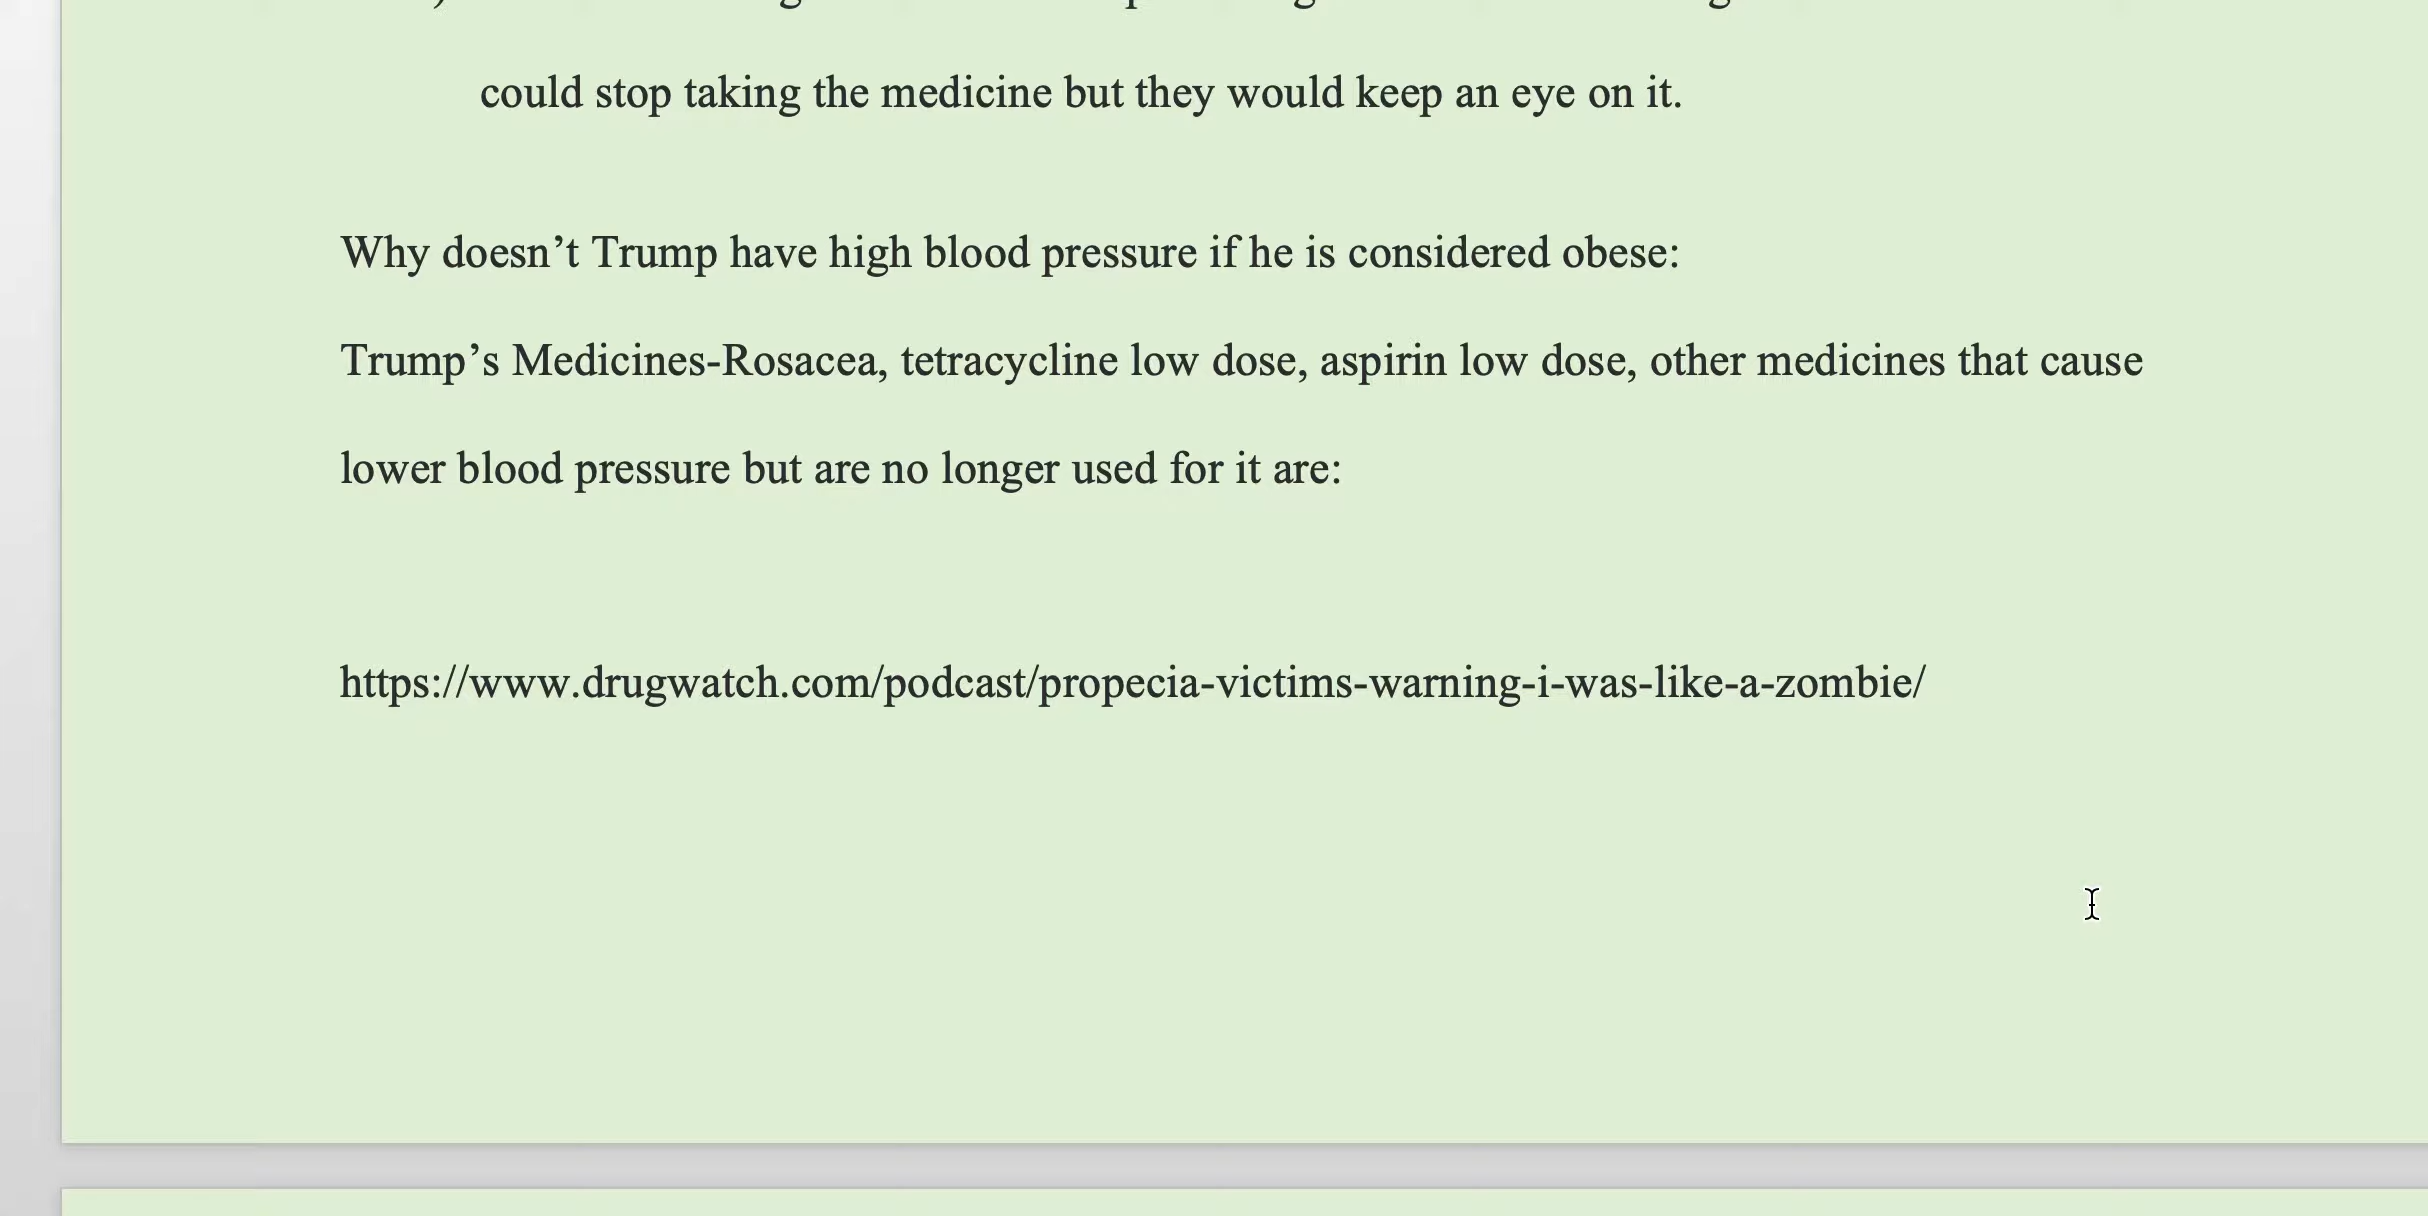 could stop taking the medicine but they would keep an eye on it.
Why doesn’t Trump have high blood pressure if he is considered obese:
Trump’s Medicines-Rosacea, tetracycline low dose, aspirin low dose, other medicines that cause
lower blood pressure but are no longer used for it are:
https://www.drugwatch.com/podcast/propecia-victims-warning-i-was-like-a-zombie/